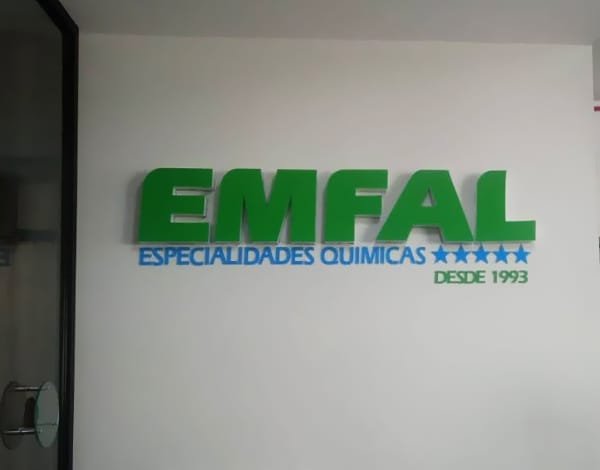 EMFAL
ESPECIALIDADES QUIMICAS ★★★★★
DESDE 1993